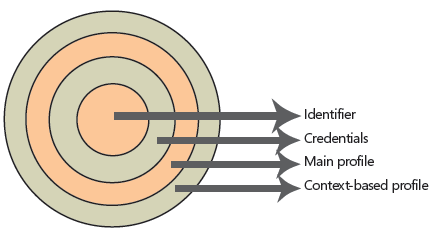 Identifier
Credentials
Main profile
Context-based profile